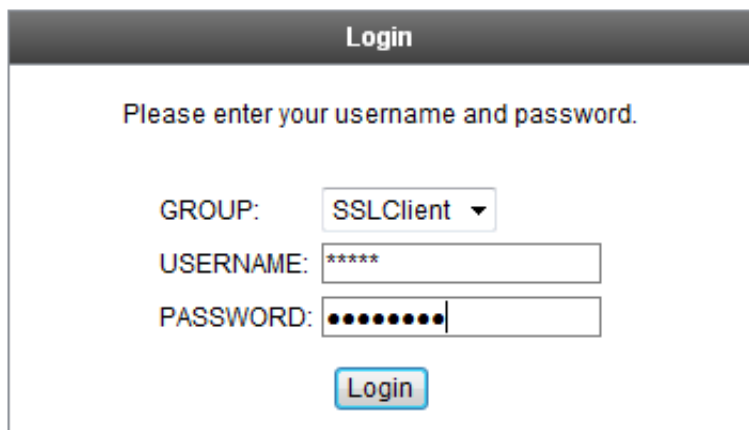 Login
Please enter your username and password.
GROUP: SSLClient
USERNAME: *****
PASSWORD: ●●●●●●●●
Login